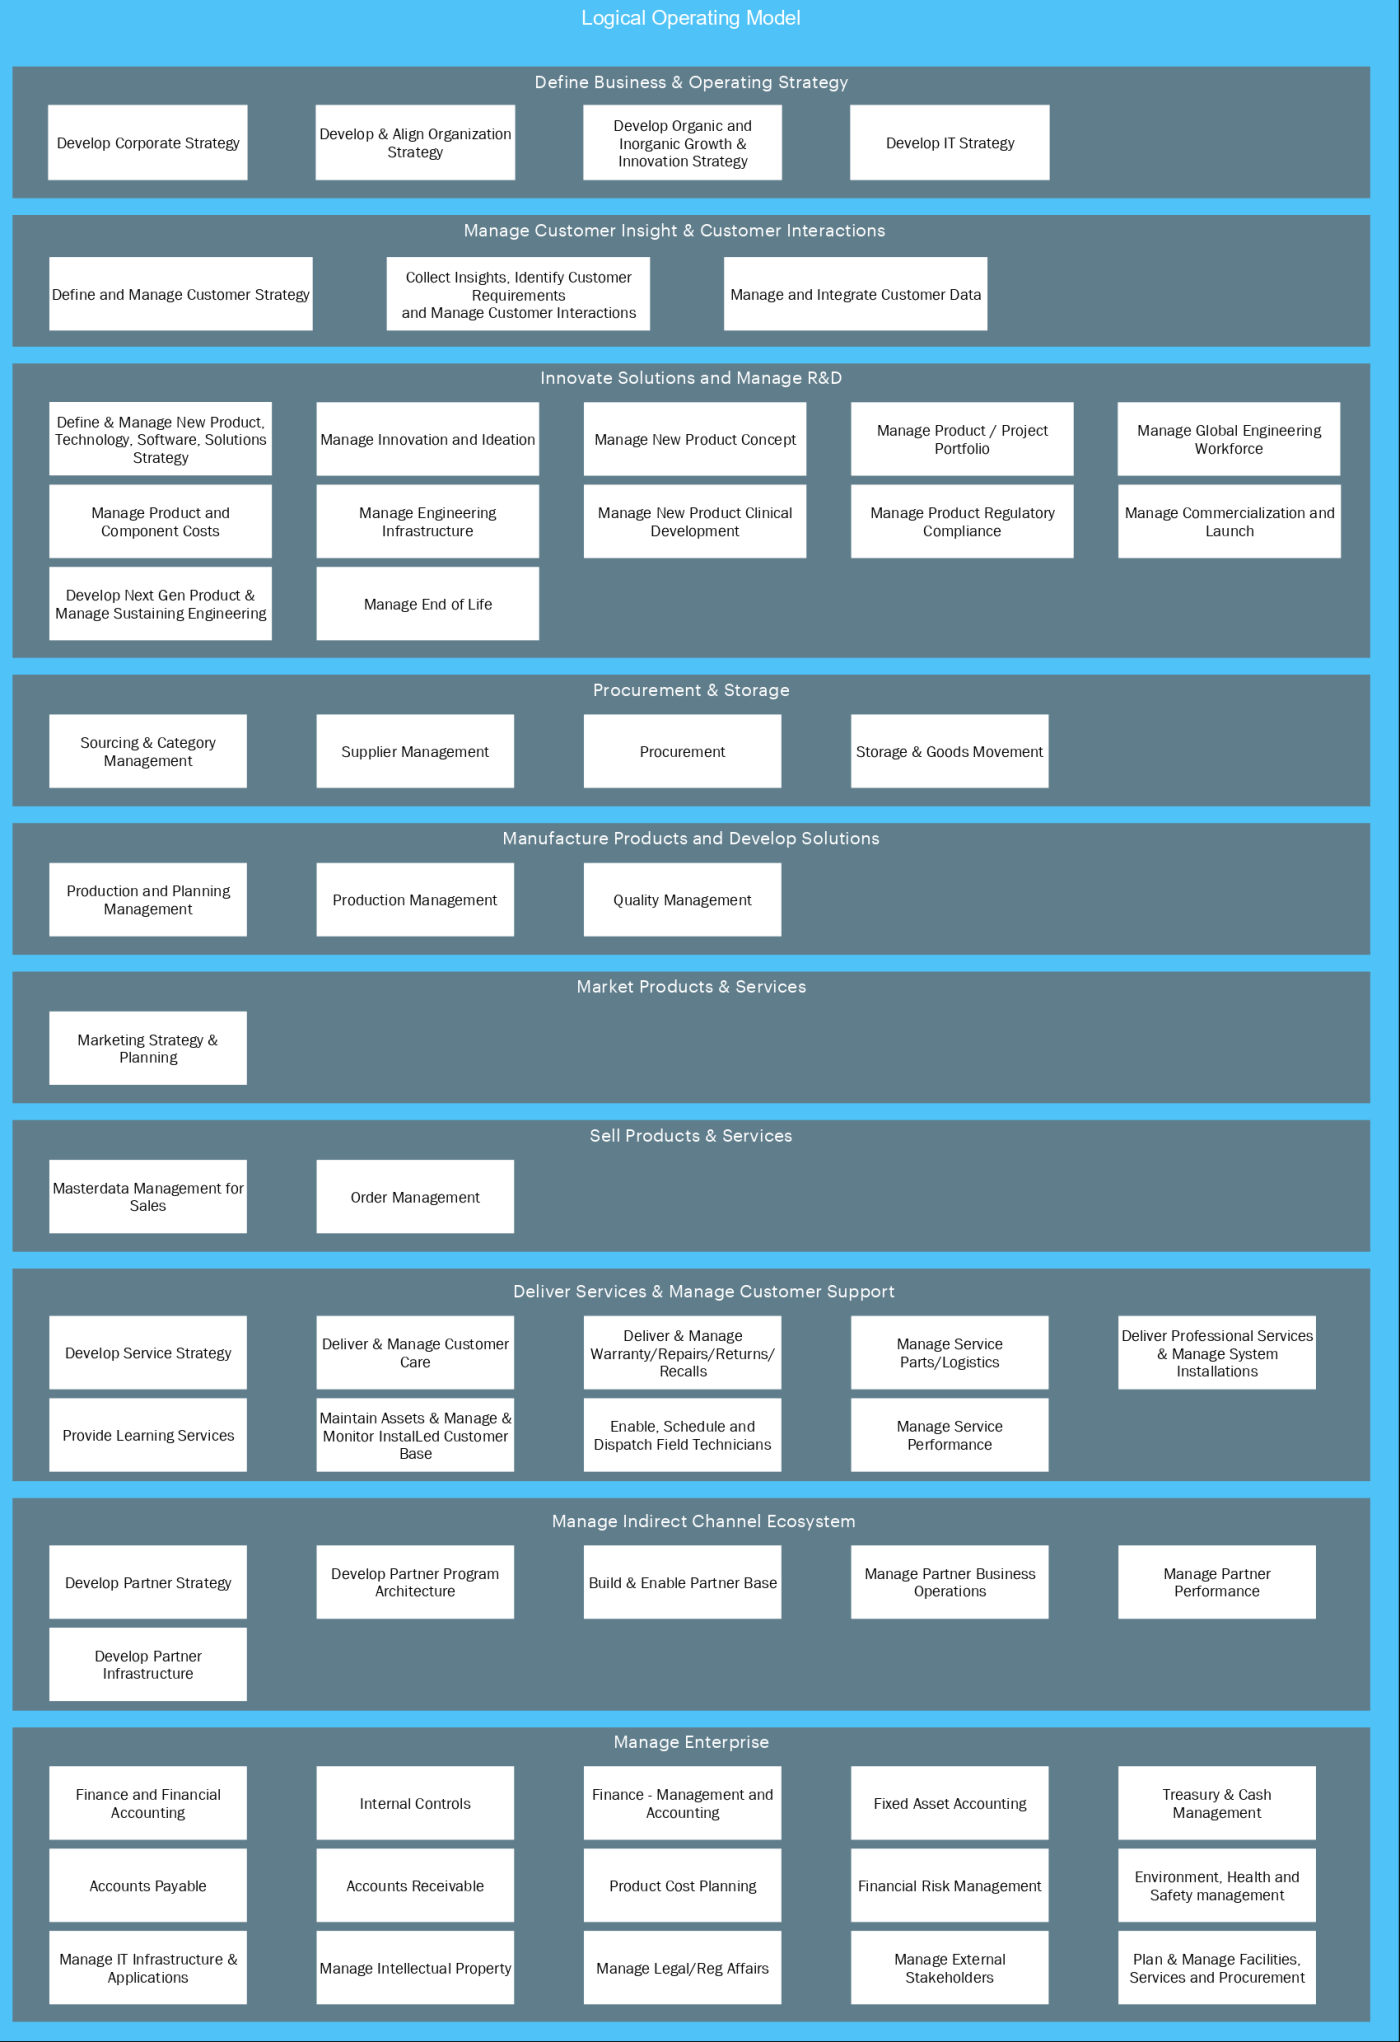 Logical Operating Model
Define Business & Operating Strategy
Develop Corporate Strategy
Develop & Align Organization
Strategy
Develop Organic and
Inorganic Growth &
Innovation Strategy
Develop IT Strategy
Manage Customer Insight & Customer Interactions
Define and Manage Customer Strategy
Collect Insights, Identify Customer
Requirements
and Manage Customer Interactions
Manage and Integrate Customer Data
Innovate Solutions and Manage R&D
Define & Manage New Product,
Technology, Software, Solutions
Strategy
Manage Innovation and Ideation
Manage New Product Concept
Manage Product / Project
Portfolio
Manage Global Engineering
Workforce
Manage Product and
Component Costs
Manage Engineering
Infrastructure
Manage New Product Clinical
Development
Manage Product Regulatory
Compliance
Manage Commercialization and
Launch
Develop Next Gen Product &
Manage Sustaining Engineering
Manage End of Life
Procurement & Storage
Sourcing & Category
Management
Supplier Management
Procurement
Storage & Goods Movement
Manufacture Products and Develop Solutions
Production and Planning
Management
Production Management
Quality Management
Market Products & Services
Marketing Strategy &
Planning
Sell Products & Services
Masterdata Management for
Sales
Order Management
Deliver Services & Manage Customer Support
Develop Service Strategy
Deliver & Manage Customer
Care
Deliver & Manage
Warranty/Repairs/Returns/
Recalls
Manage Service
Parts/Logistics
Deliver Professional Services
& Manage System
Installations
Provide Learning Services
Maintain Assets & Manage &
Monitor InstalLed Customer
Base
Enable, Schedule and
Dispatch Field Technicians
Manage Service
Performance
Manage Indirect Channel Ecosystem
Develop Partner Strategy
Develop Partner Program
Architecture
Build & Enable Partner Base
Manage Partner Business
Operations
Manage Partner
Performance
Develop Partner
Infrastructure
Manage Enterprise
Finance and Financial
Accounting
Internal Controls
Finance - Management and
Accounting
Fixed Asset Accounting
Treasury & Cash
Management
Accounts Payable
Accounts Receivable
Product Cost Planning
Financial Risk Management
Environment, Health and
Safety management
Manage IT Infrastructure &
Applications
Manage Intellectual Property
Manage Legal/Reg Affairs
Manage External
Stakeholders
Plan & Manage Facilities,
Services and Procurement